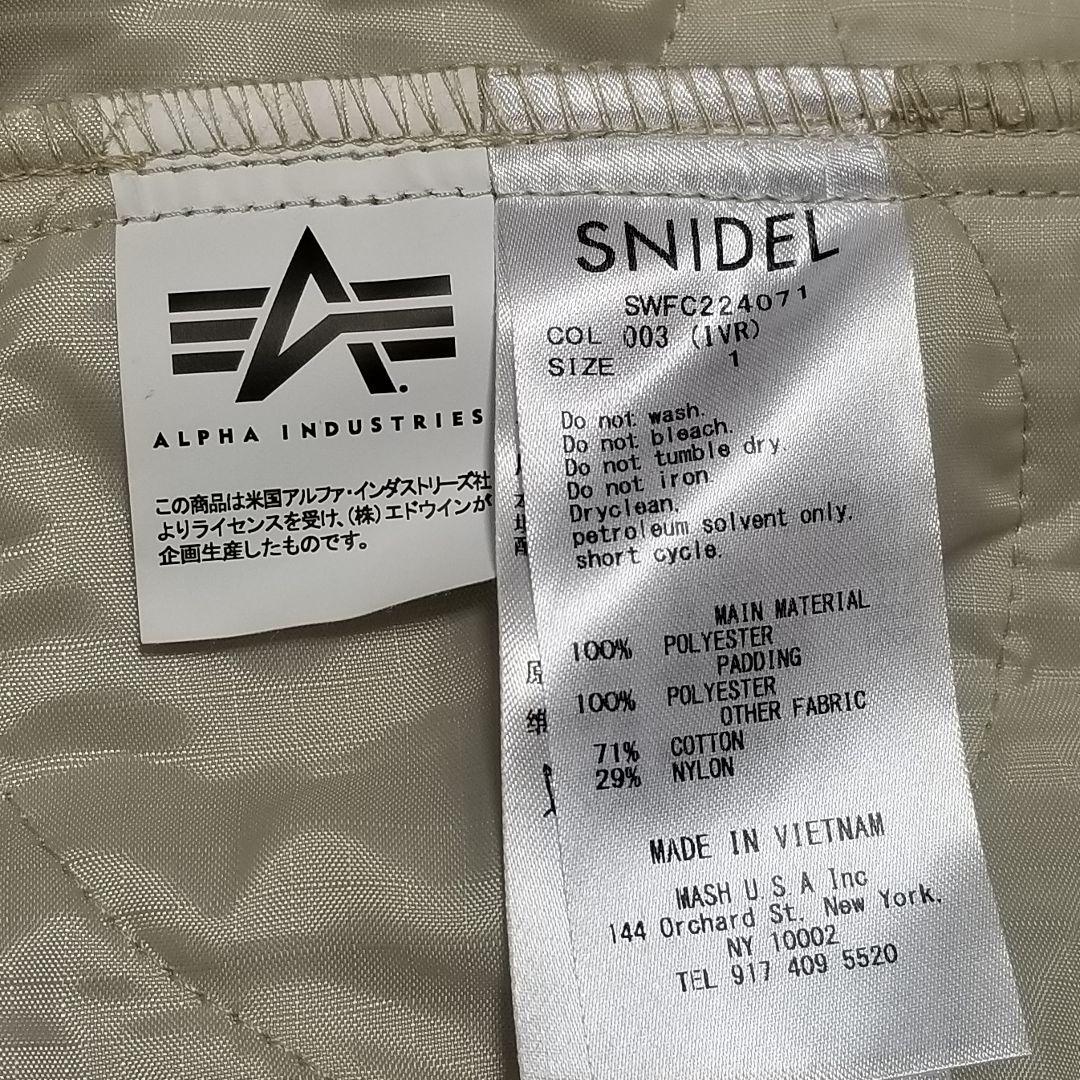 ALPHA INDUSTRIES
この商品は米国アルファ・インダストリーズ社
よりライセンスを受け、(株)エドウインが
企画生産したものです。
SNIDEL
SWFC224071
COL 003 (IVR)
SIZE 1
Do not wash.
Do not bleach.
Do not tumble dry.
Do not iron.
Dryclean,
petroleum solvent only,
short cycle.
MAIN MATERIAL
100% POLYESTER
PADDING
100% POLYESTER
OTHER FABRIC
71% COTTON
29% NYLON
MADE IN VIETNAM
MASH U S A Inc
144 Orchard St. New York,
NY 10002
TEL 917 409 5520